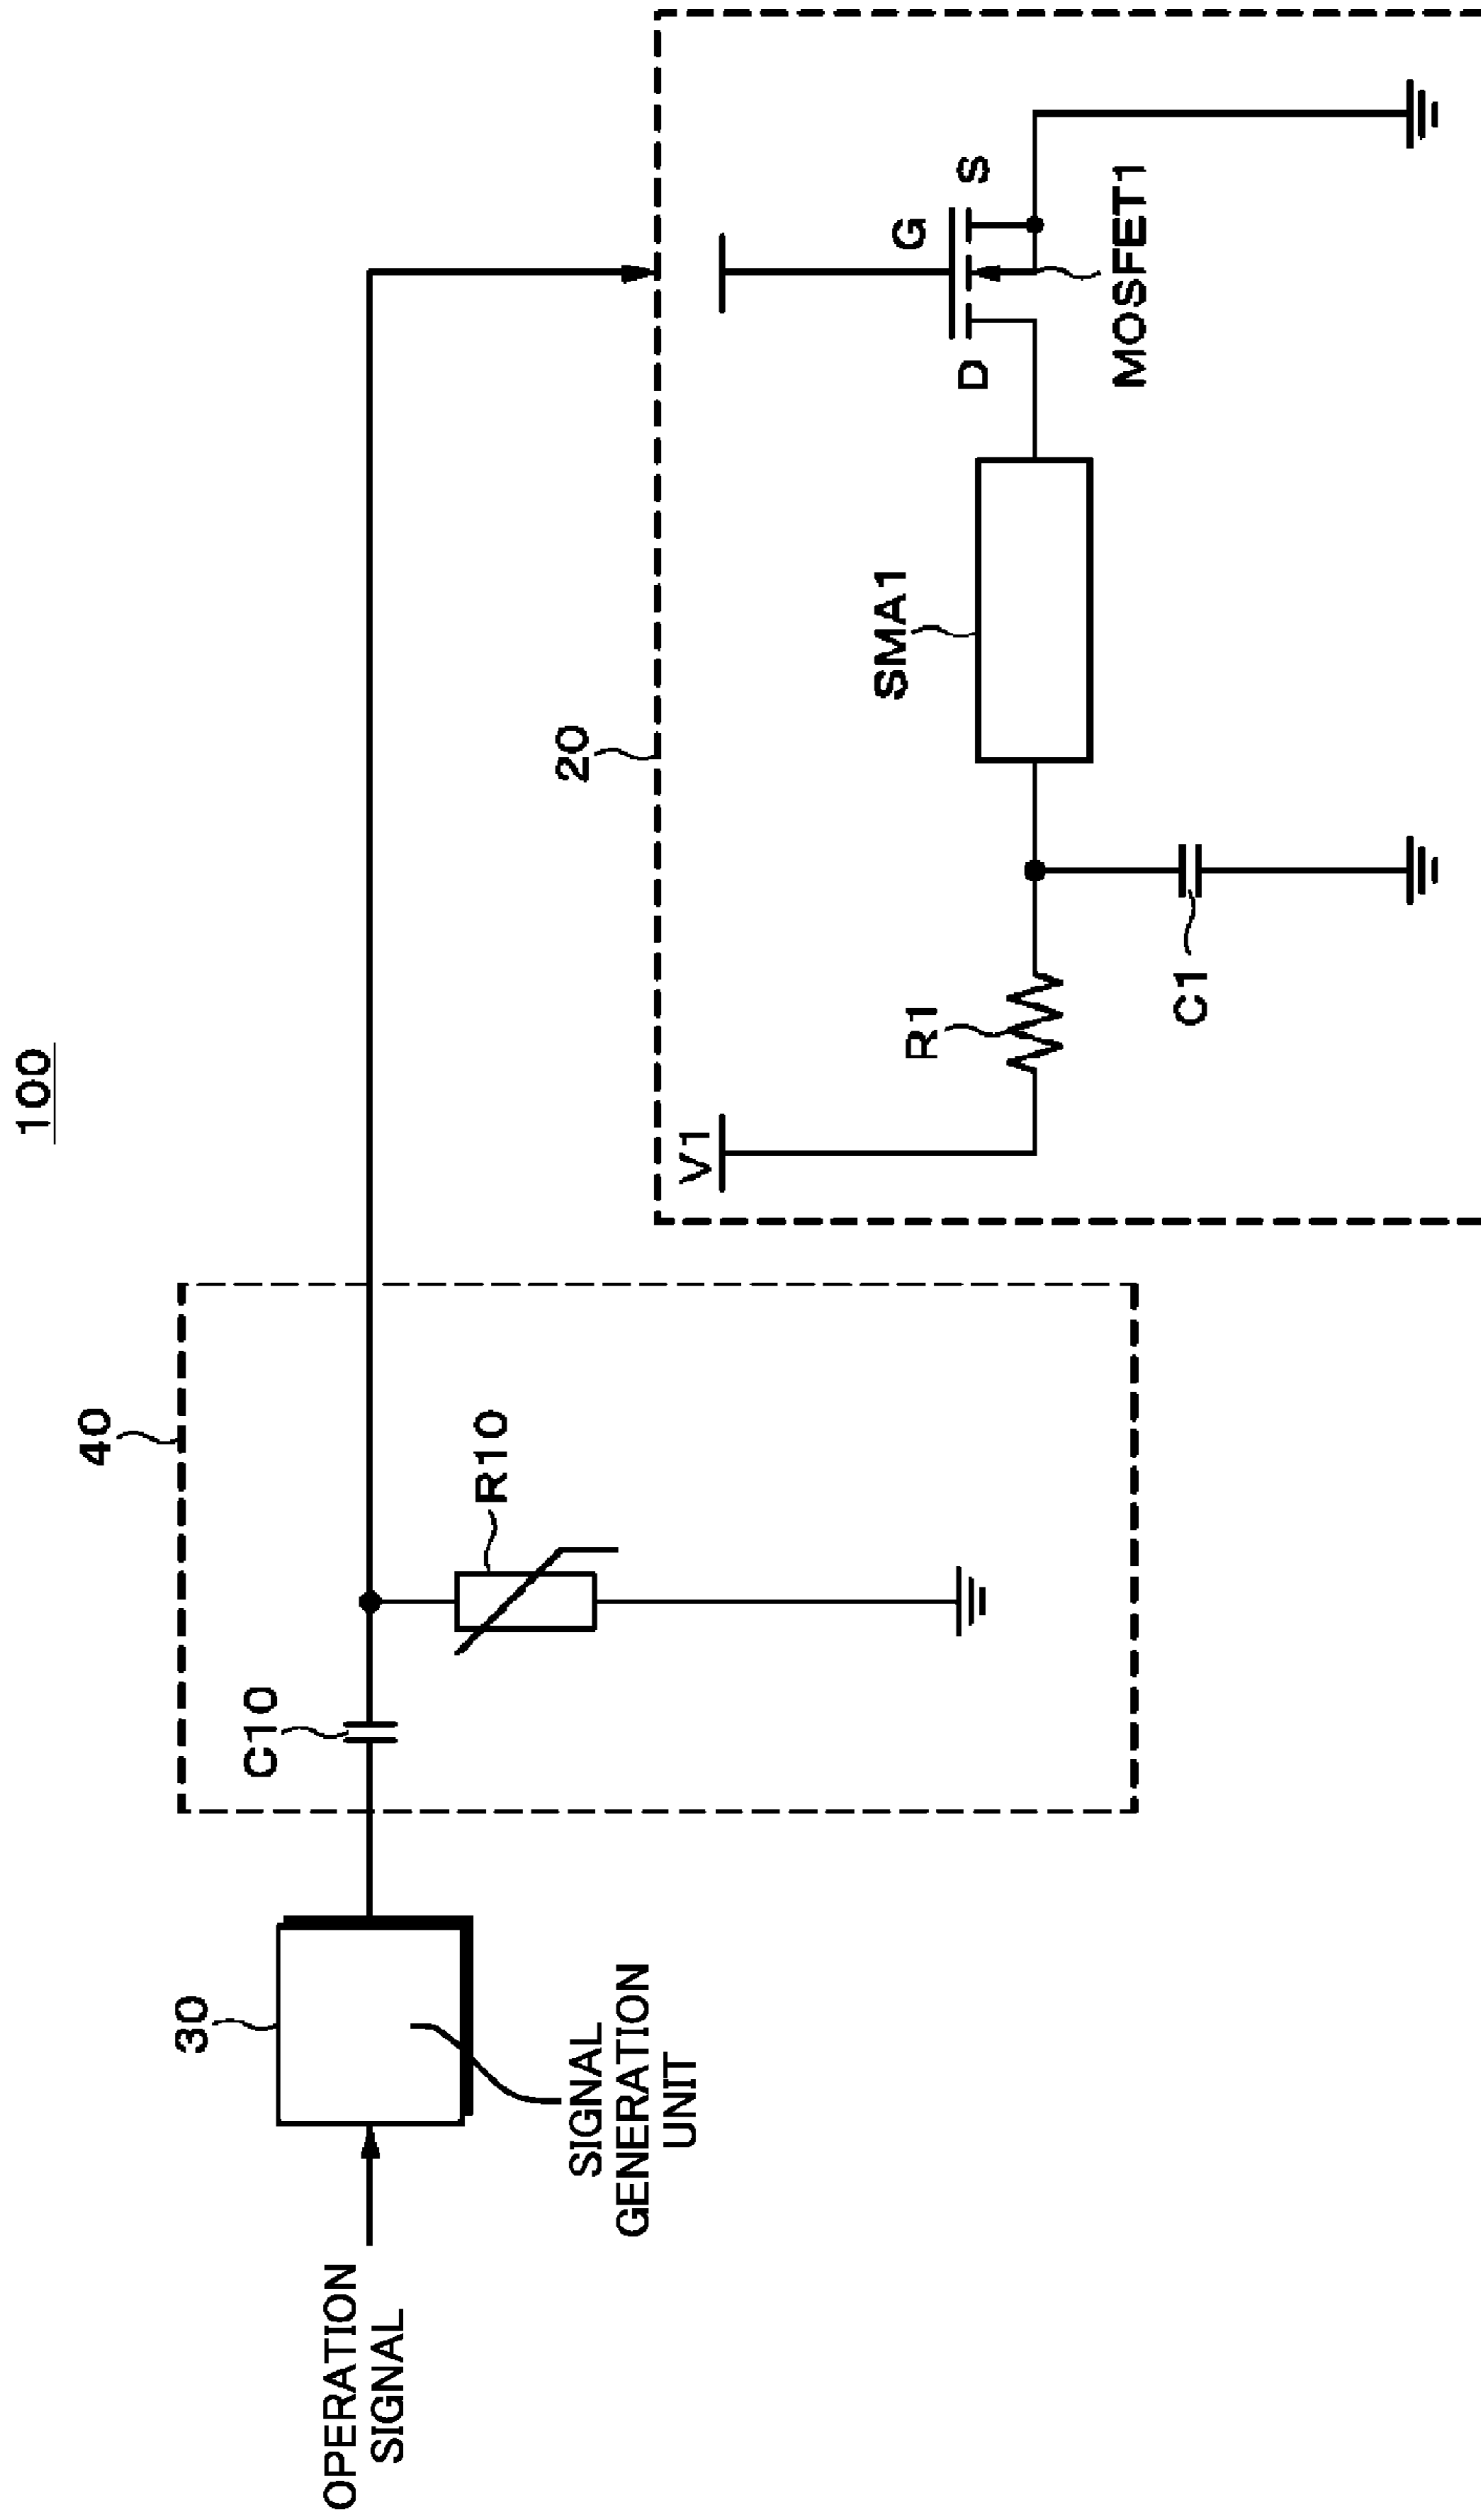 100
OPERATION
SIGNAL
30
SIGNAL
GENERATION
UNIT
40
C10
R10
20
V1
R1
C1
SMA1
D
G
S
MOSFET1